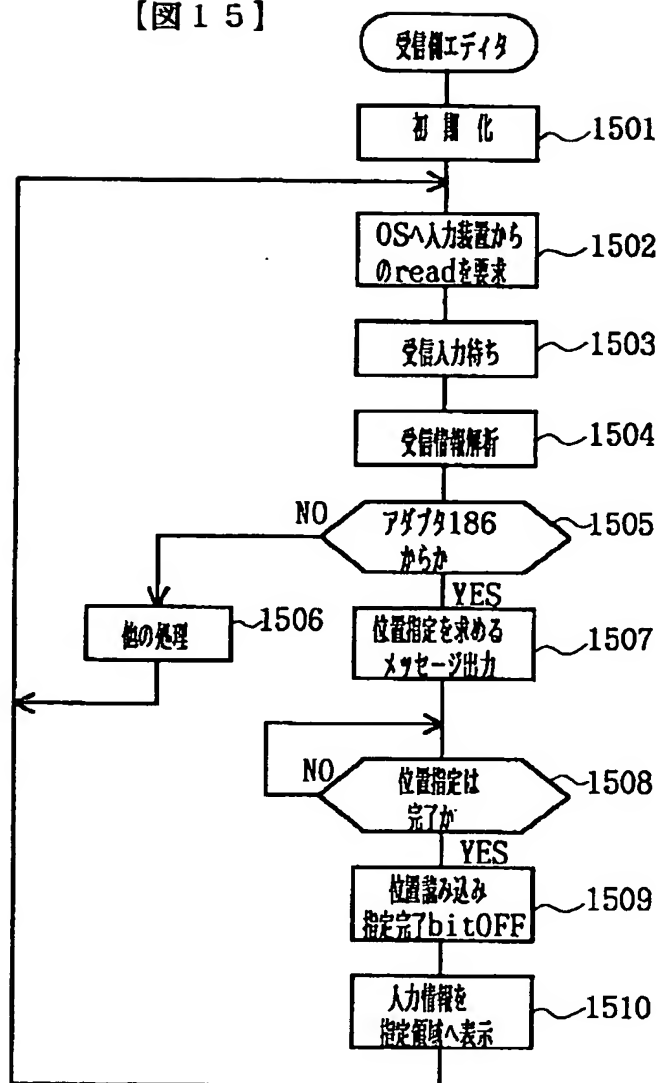 【図１５】
受信側エディタ
初期化
1501
OSへ入力装置から
のreadを要求
1502
受信入力待ち
1503
受信情報解析
1504
NO
アダプタ186
からか
1505
YES
他の処理
1506
位置指定を求める
メッセージ出力
1507
NO
位置指定は
完了か
1508
YES
位置読み込み
指定完了bitOFF
1509
入力情報を
指定領域へ表示
1510